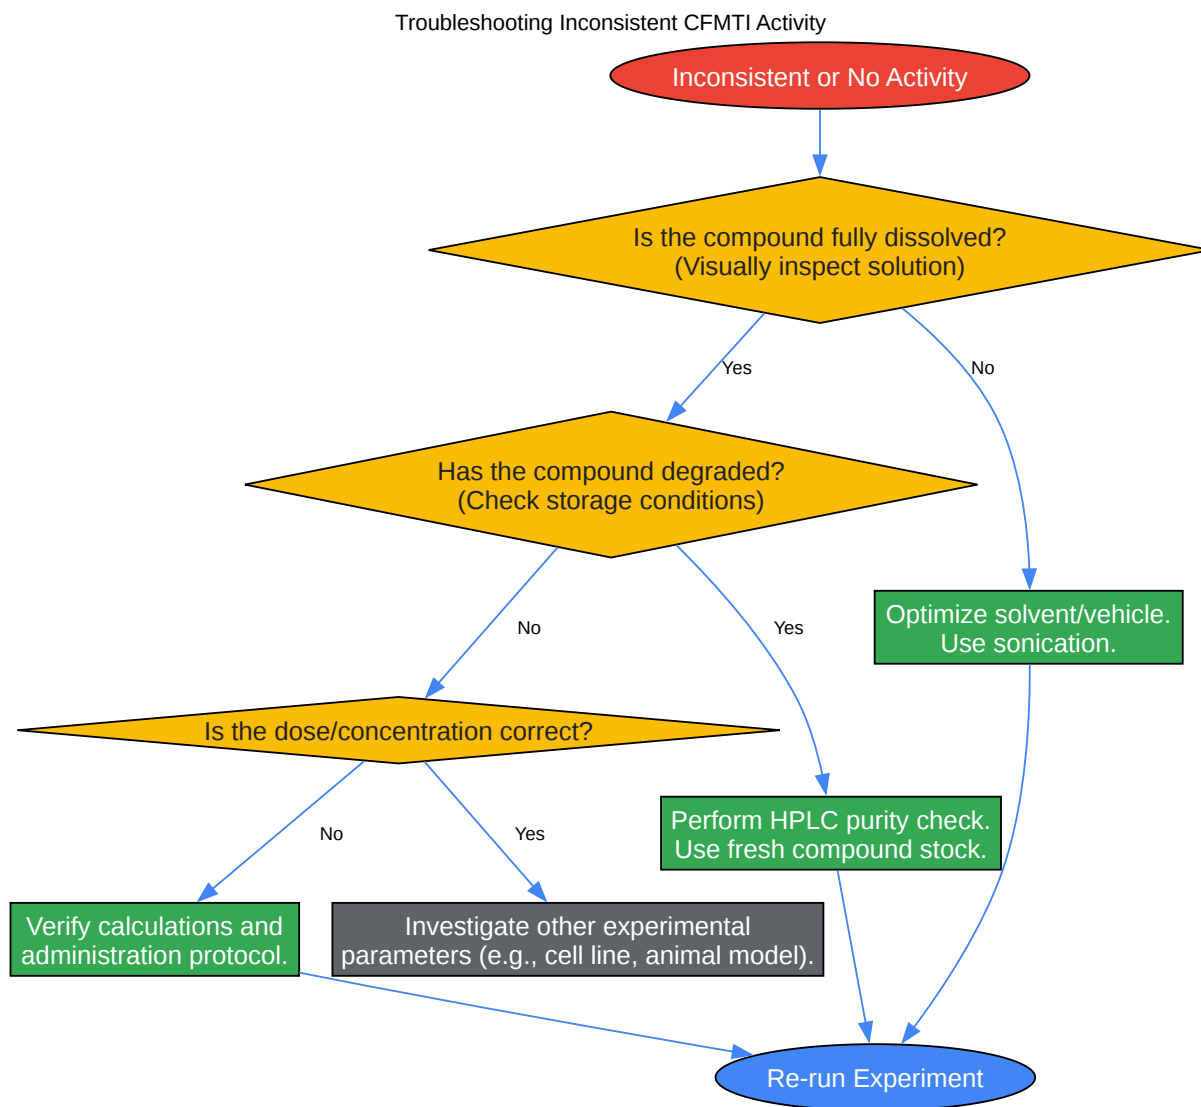 Troubleshooting Inconsistent CFMTI Activity
Inconsistent or No Activity
Is the compound fully dissolved?
(Visually inspect solution)
Yes
No
Has the compound degraded?
(Check storage conditions)
Optimize solvent/vehicle.
Use sonication.
No
Yes
Is the dose/concentration correct?
Perform HPLC purity check.
Use fresh compound stock.
No
Yes
Verify calculations and
administration protocol.
Investigate other experimental
parameters (e.g., cell line, animal model).
Re-run Experiment